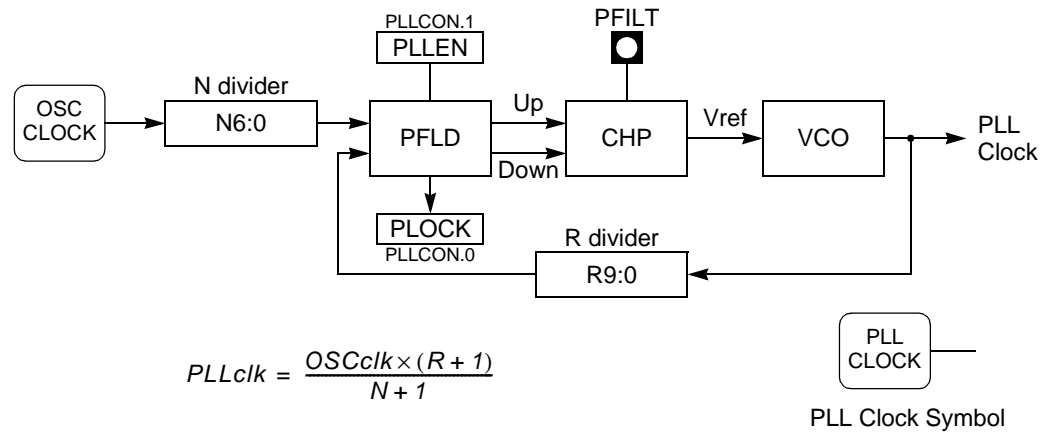 PLLCON.1
PLLEN
PFILT
N divider
OSC
CLOCK
N6:0
PFLD
Up
Down
CHP
Vref
VCO
PLL
Clock
PLOCK
PLLCON.0
R divider
R9:0
PLLclk = OSCclk × (R + 1)
N + 1
PLL
CLOCK
PLL Clock Symbol